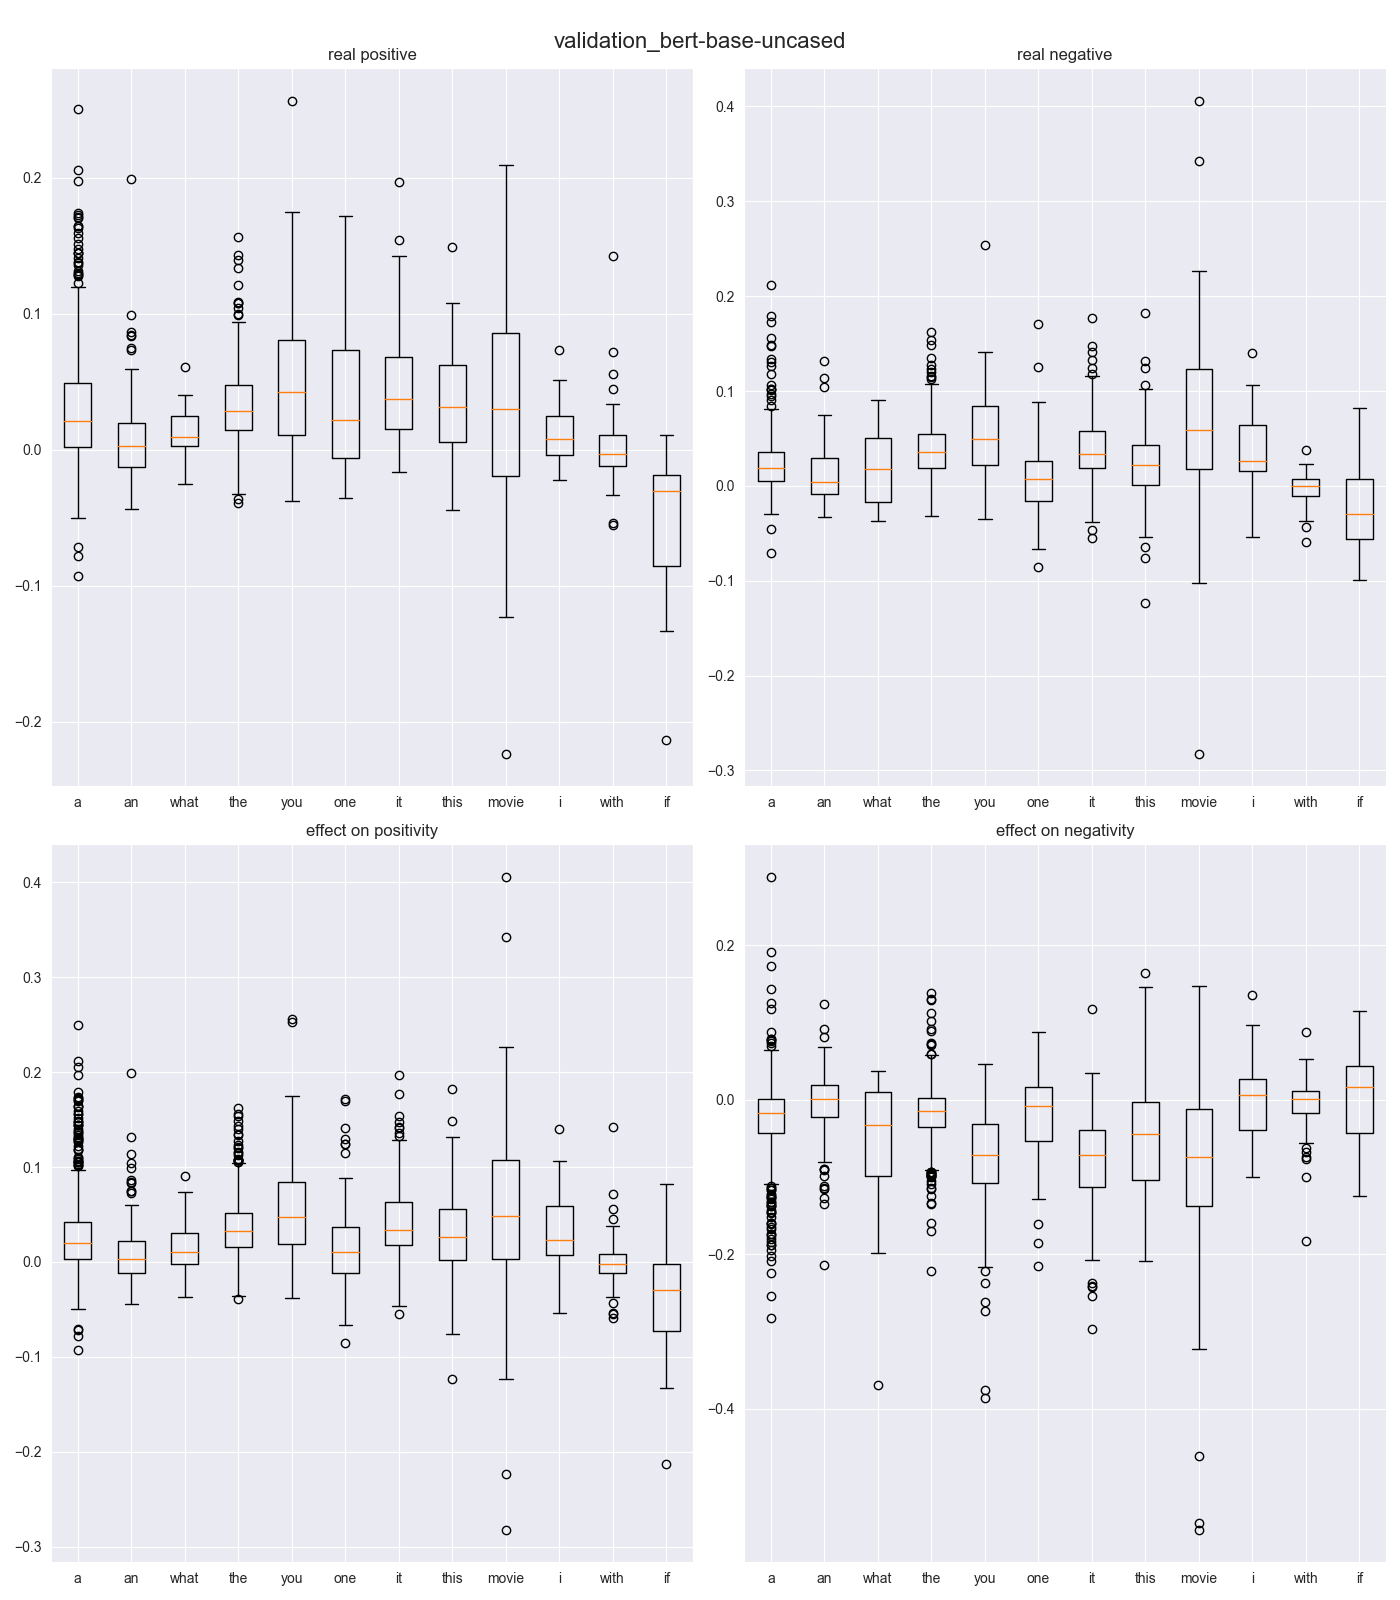 validation_bert-base-uncased
real positive
real negative
0.2
0.1
0.0
−0.1
−0.2
a an what the you one it this movie i with if
0.4
0.3
0.2
0.1
0.0
−0.1
−0.2
−0.3
a an what the you one it this movie i with if
effect on positivity
effect on negativity
0.4
0.3
0.2
0.1
0.0
−0.1
−0.2
−0.3
a an what the you one it this movie i with if
0.2
0.0
−0.2
−0.4
a an what the you one it this movie i with if